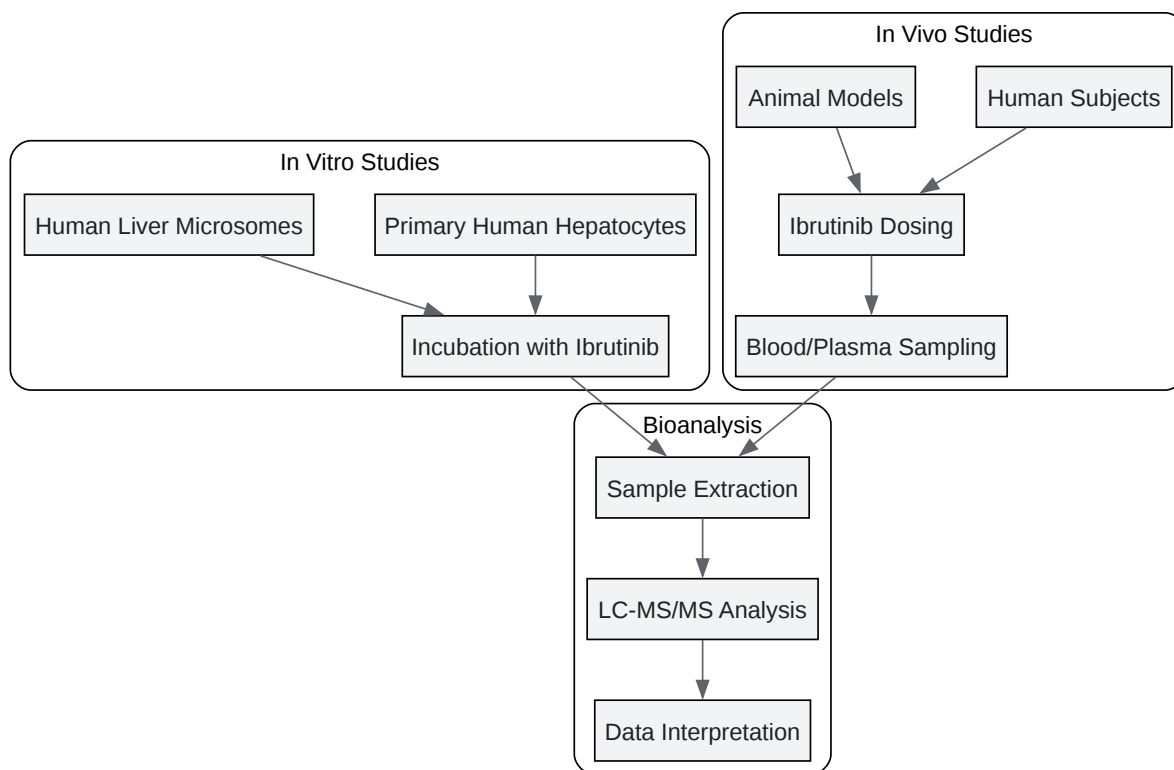 In Vivo Studies
Animal Models
Human Subjects
In Vitro Studies
Human Liver Microsomes
Primary Human Hepatocytes
Ibrutinib Dosing
Incubation with Ibrutinib
Blood/Plasma Sampling
Bioanalysis
Sample Extraction
LC-MS/MS Analysis
Data Interpretation